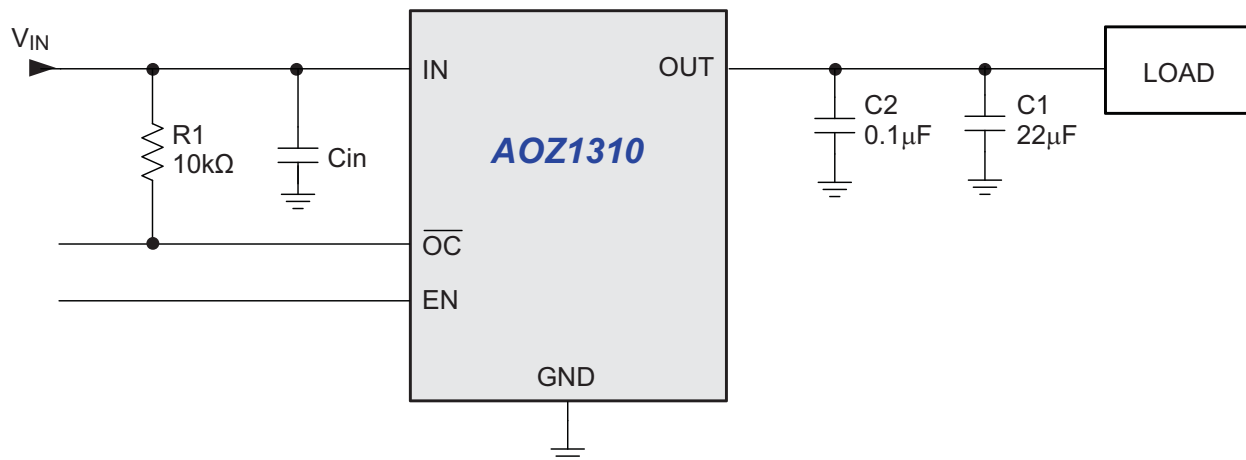 VIN
IN
OUT
LOAD
R1
10kΩ
Cin
AOZ1310
C2
0.1μF
C1
22μF
OC
EN
GND